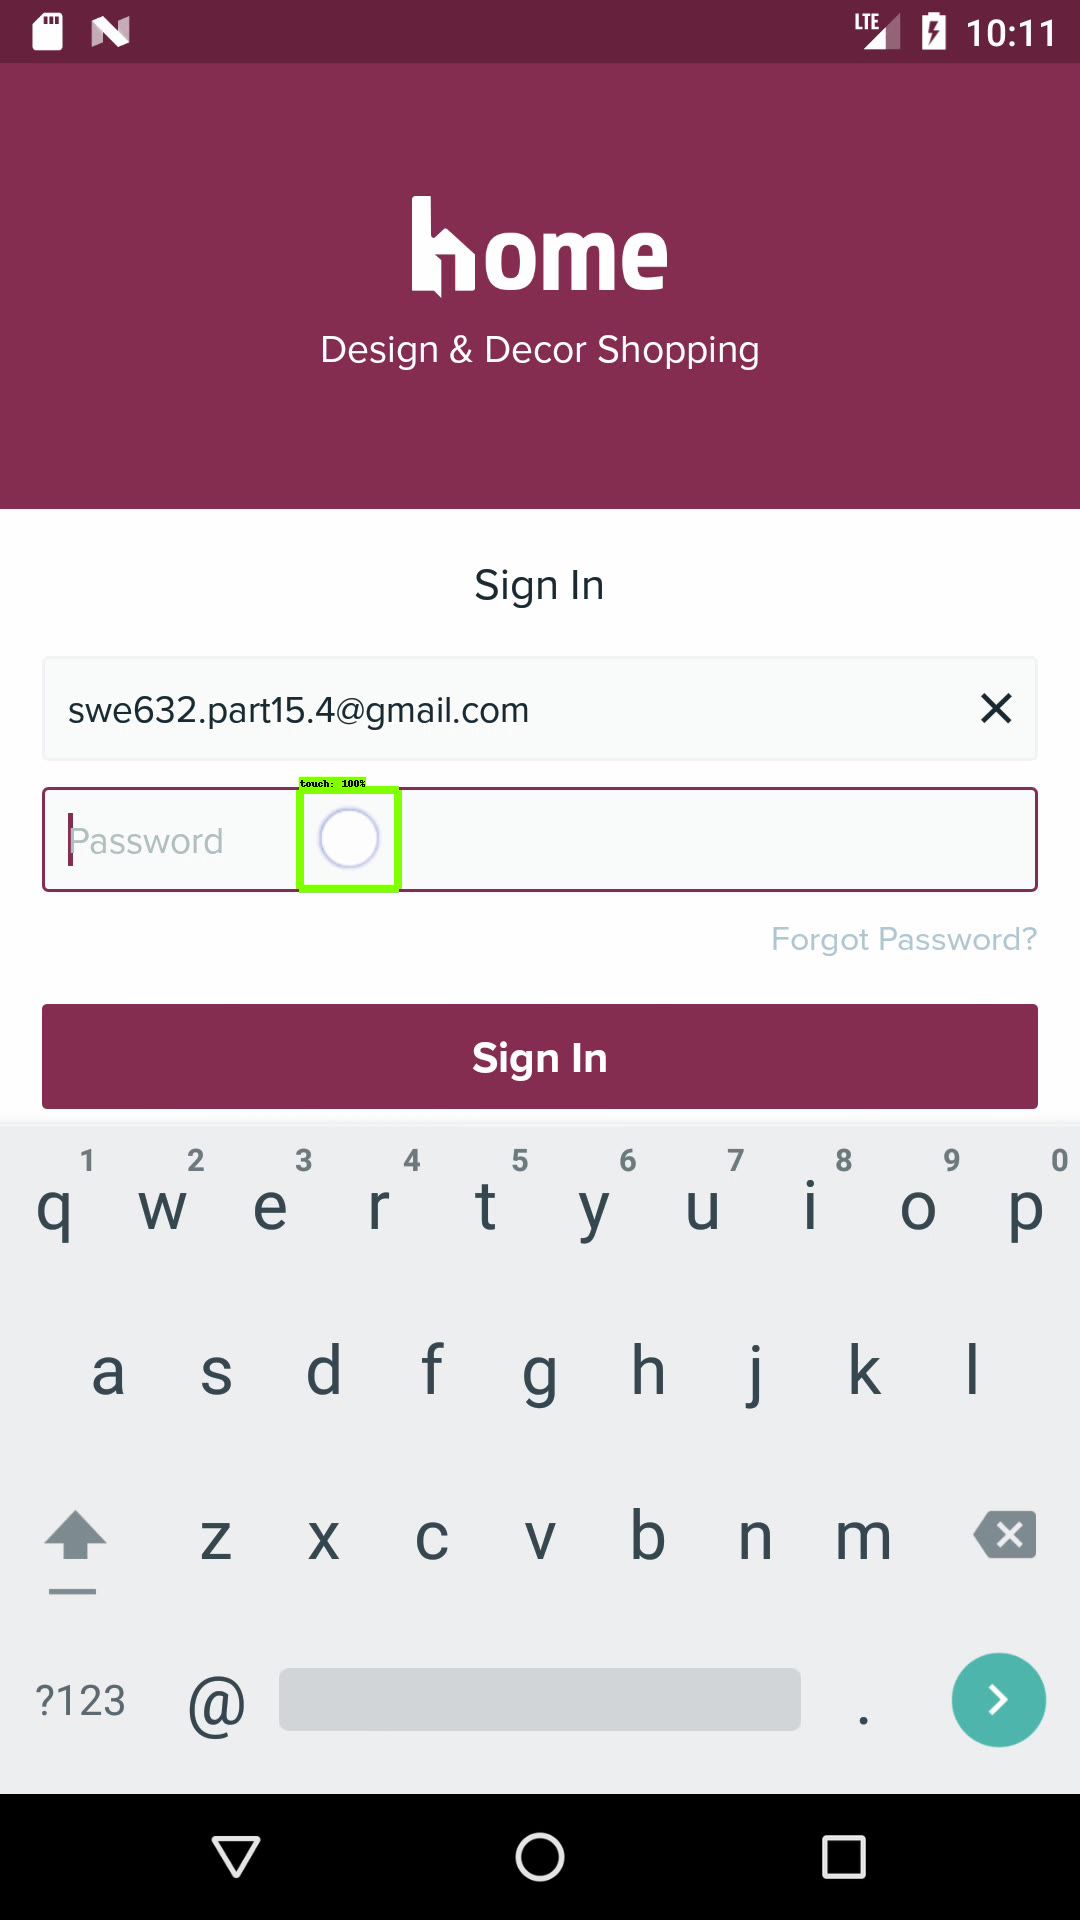 LTE 10:11
home
Design & Decor Shopping
Sign In
swe632.part15.4@gmail.com
touch: 100%
Password
Forgot Password?
Sign In
1 2 3 4 5 6 7 8 9 0
q w e r t y u i o p
a s d f g h j k l
z x c v b n m
?123 @ .